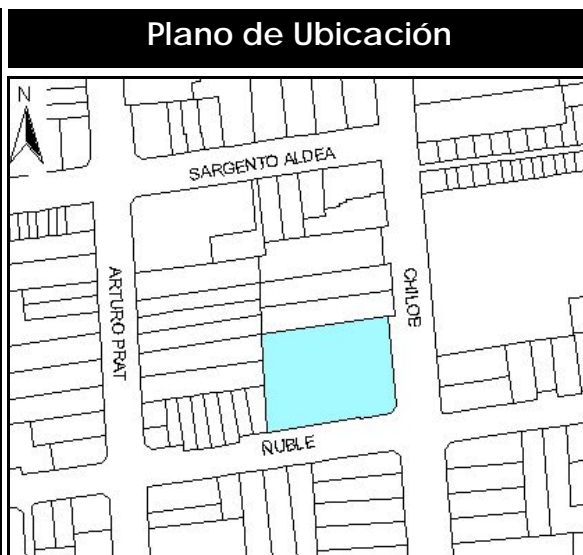 Plano de Ubicación
N
SARGENTO ALDEA
ARTURO PRAT
CHILOE
ÑUBLE